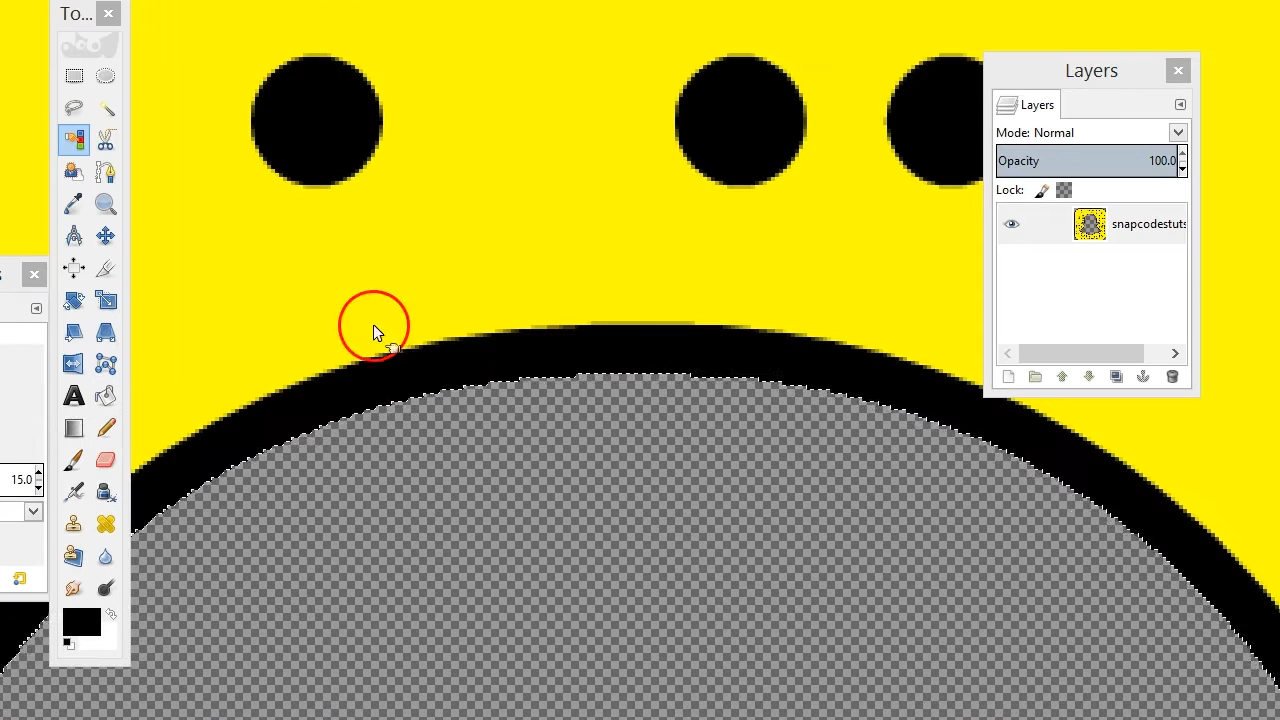 To...
Layers
Layers
Mode: Normal
Opacity 100.0
Lock:
snapcodestuts
15.0